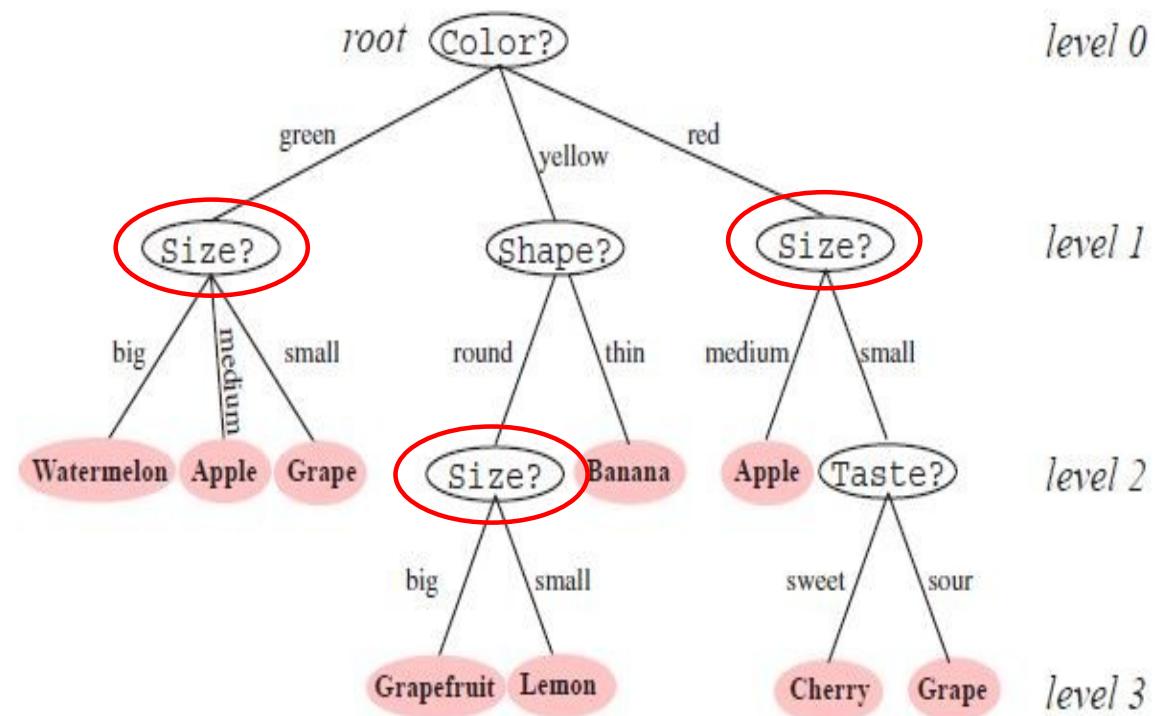 root Color? level 0
green yellow red
Size? Shape? Size? level 1
big medium small round thin medium small
Watermelon Apple Grape Size? Banana Apple Taste? level 2
big small sweet sour
Grapefruit Lemon Cherry Grape level 3